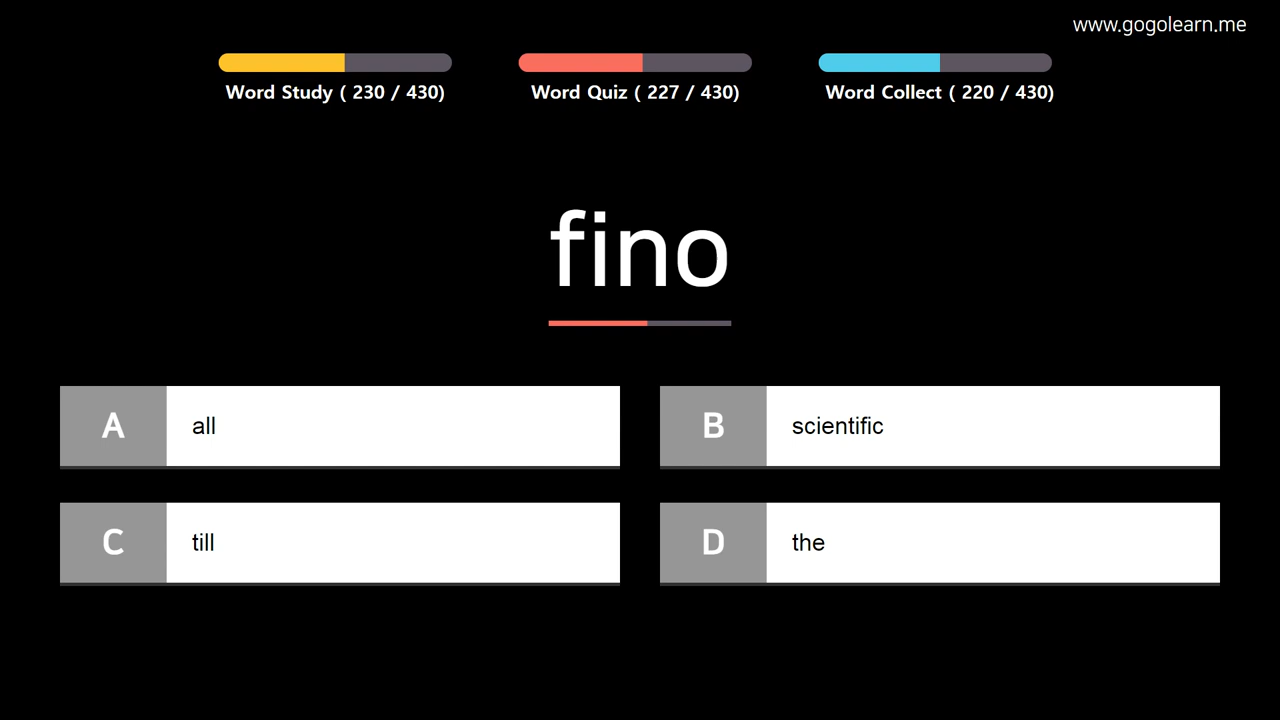 www.gogolearn.me
Word Study ( 230 / 430)
Word Quiz ( 227 / 430)
Word Collect ( 220 / 430)
fino
A all
B scientific
C till
D the